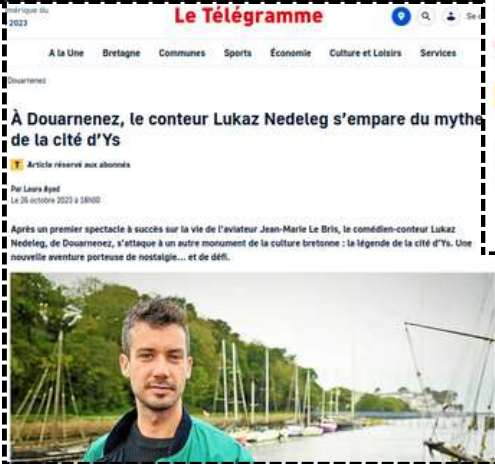 mérique du
2023
Le Télégramme
Se c
A la Une Bretagne Communes Sports Économie Culture et Loisirs Services
Douarnenez
À Douarnenez, le conteur Lukaz Nedeleg s’empare du mythe
de la cité d’Ys
T Article réservé aux abonnés
Par Laura Ayad
Le 26 octobre 2023 à 18h00
Après un premier spectacle à succès sur la vie de l’aviateur Jean-Marie Le Bris, le comédien-conteur Lukaz
Nedeleg, de Douarnenez, s’attaque à un autre monument de la culture bretonne : la légende de la cité d’Ys. Une
nouvelle aventure porteuse de nostalgie… et de défi.